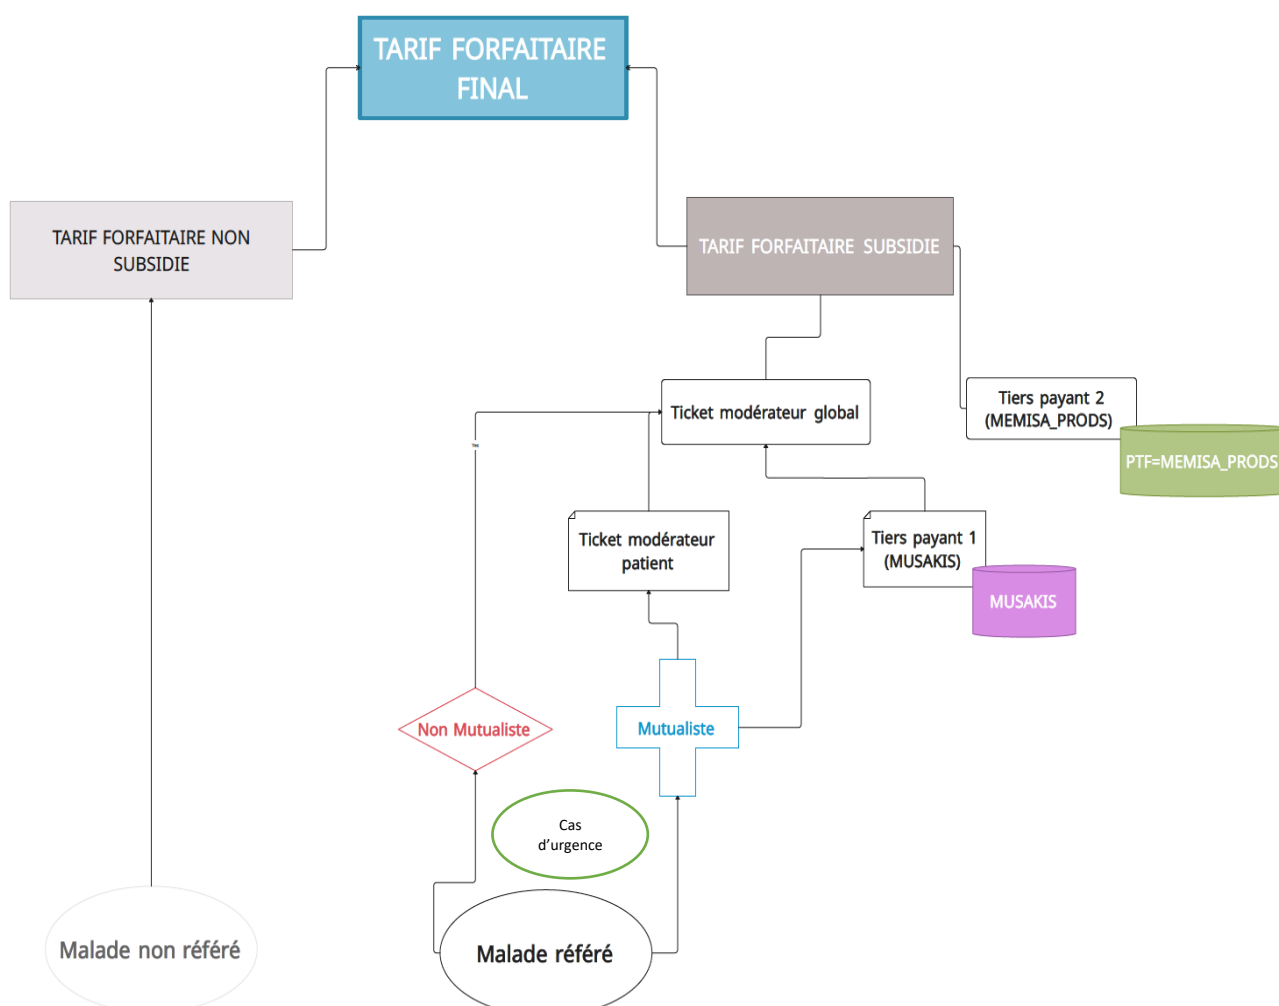 TARIF FORFAITAIRE
FINAL
TARIF FORFAITAIRE NON
SUBSIDIE
TARIF FORFAITAIRE SUBSIDIE
Ticket modérateur global
Tiers payant 2
(MEMISA_PRODS)
PTF=MEMISA_PRODS
Ticket modérateur
patient
Tiers payant 1
(MUSAKIS)
MUSAKIS
Non Mutualiste
Mutualiste
Cas
d’urgence
Malade non référé
Malade référé